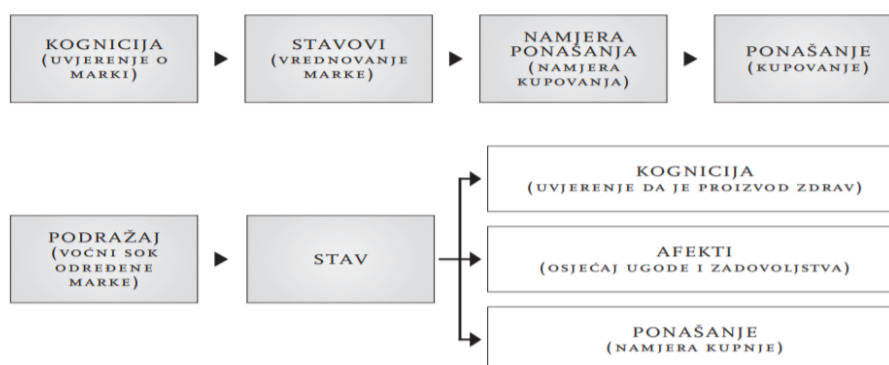 KOGNICIJA
(UVJERENJE O
MARKI)
STAVOVI
(VREDNOVANJE
MARKE)
NAMJERA
PONAŠANJA
(NAMJERA
KUPOVANJA)
PONAŠANJE
(KUPOVANJE)
PODRAŽAJ
(VOĆNI SOK
ODREĐENE
MARKE)
STAV
KOGNICIJA
(UVJERENJE DA JE PROIZVOD ZDRAV)
AFEKTI
(OSJEĆAJ UGODE I ZADOVOLJSTVA)
PONAŠANJE
(NAMJERA KUPNJE)